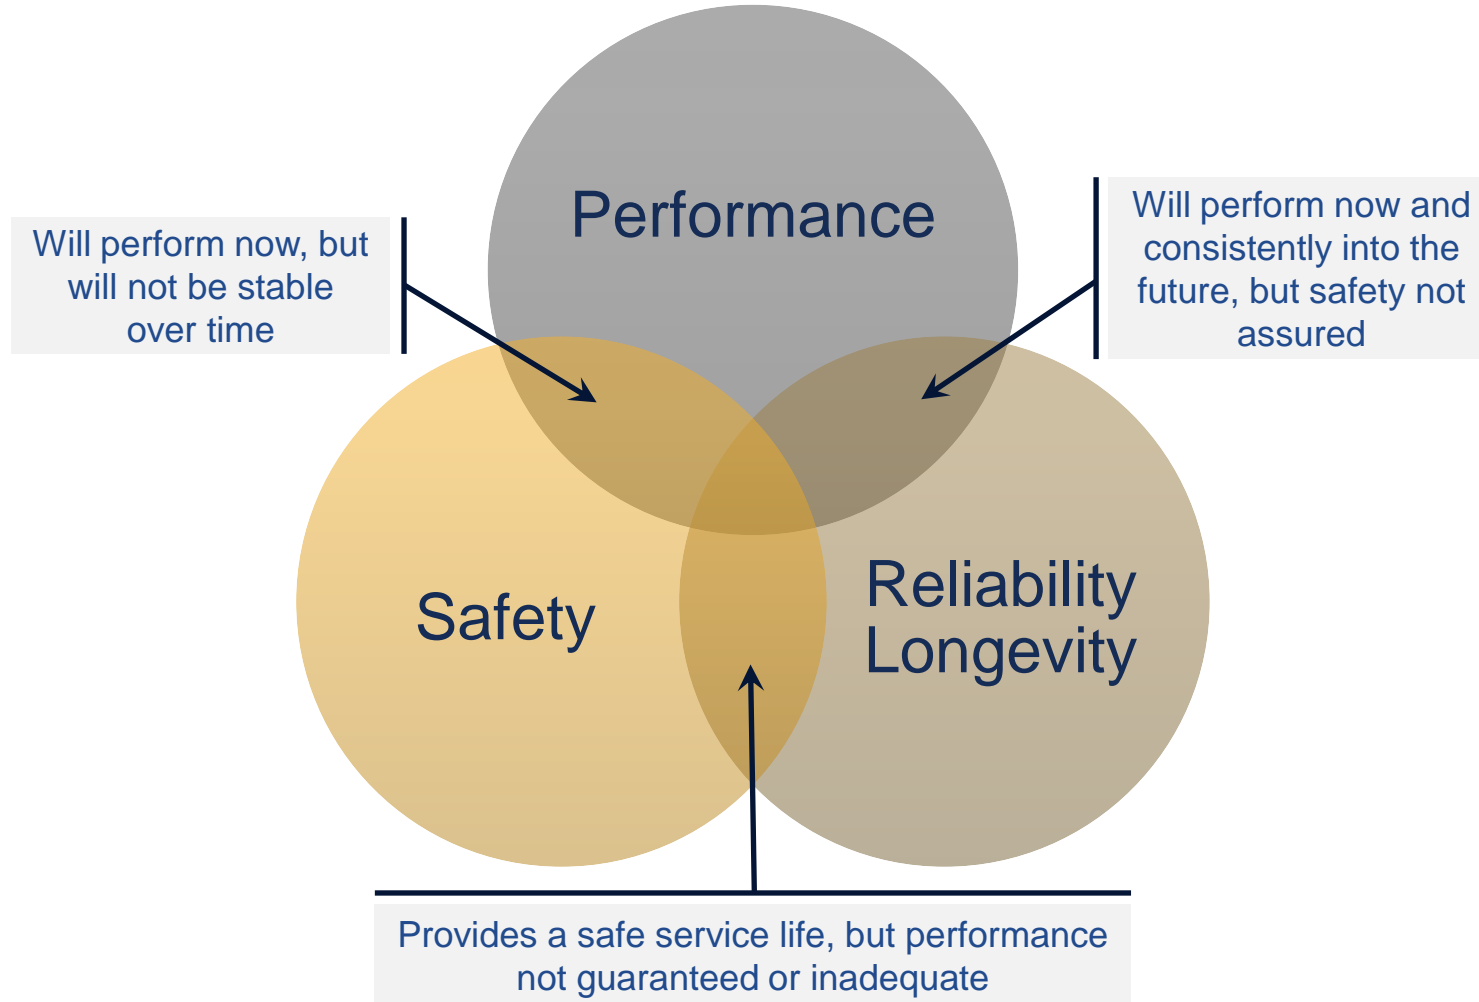 Performance
Will perform now, but
will not be stable
over time
Will perform now and
consistently into the
future, but safety not
assured
Safety
Reliability
Longevity
Provides a safe service life, but performance
not guaranteed or inadequate